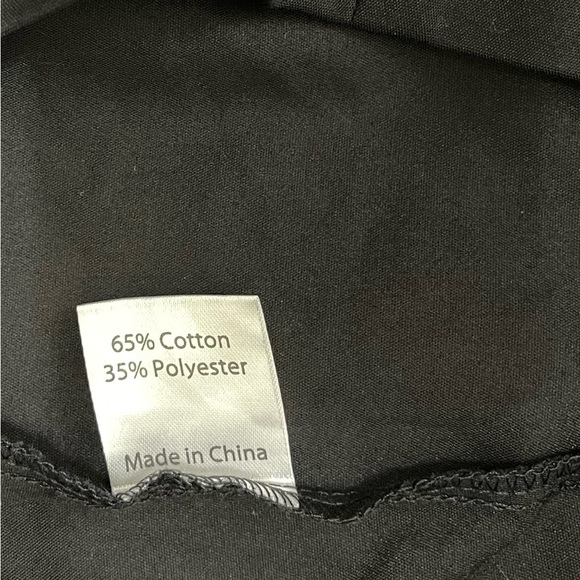 65% Cotton
35% Polyester
Made in China